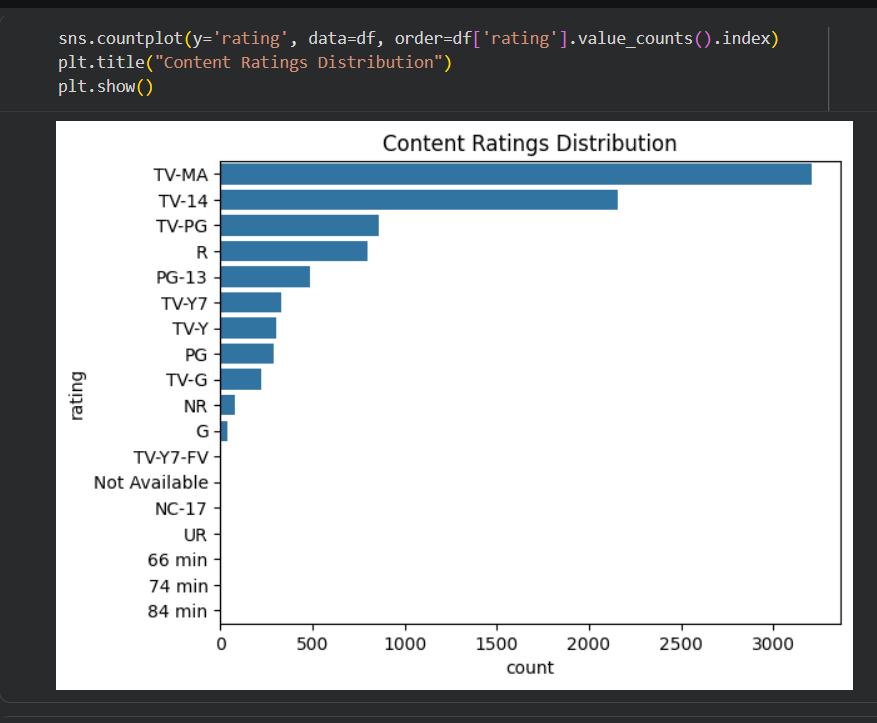 sns.countplot(y='rating', data=df, order=df['rating'].value_counts().index)
plt.title("Content Ratings Distribution")
plt.show()
Content Ratings Distribution
TV-MA
TV-14
TV-PG
R
PG-13
TV-Y7
TV-Y
PG
TV-G
NR
G
TV-Y7-FV
Not Available
NC-17
UR
66 min
74 min
84 min
rating
0 500 1000 1500 2000 2500 3000
count